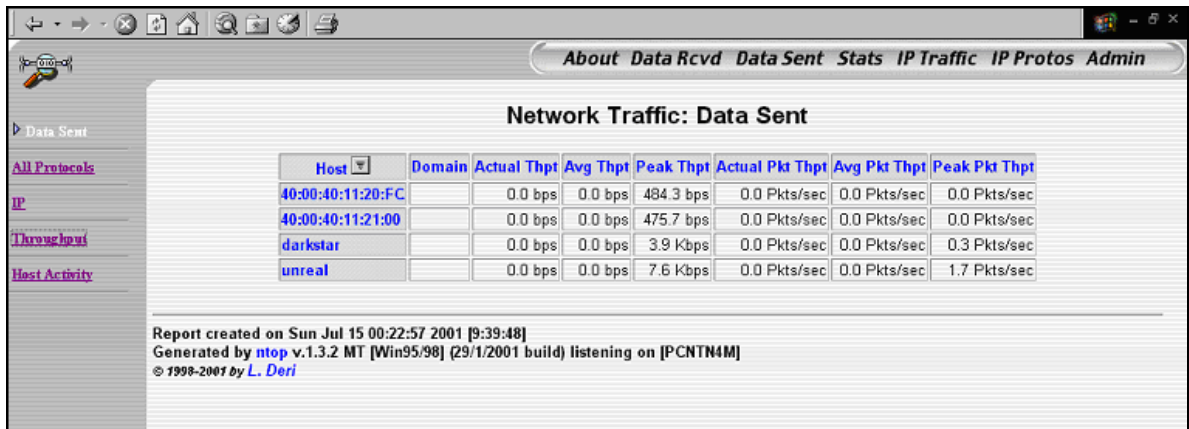 About Data Rcvd Data Sent Stats IP Traffic IP Protos Admin
Data Sent
All Protocols
IP
Throughput
Host Activity
Network Traffic: Data Sent
Host Domain Actual Thpt Avg Thpt Peak Thpt Actual Pkt Thpt Avg Pkt Thpt Peak Pkt Thpt
40:00:40:11:20:FC 0.0 bps 0.0 bps 484.3 bps 0.0 Pkts/sec 0.0 Pkts/sec 0.0 Pkts/sec
40:00:40:11:21:00 0.0 bps 0.0 bps 475.7 bps 0.0 Pkts/sec 0.0 Pkts/sec 0.0 Pkts/sec
darkstar 0.0 bps 0.0 bps 3.9 Kbps 0.0 Pkts/sec 0.0 Pkts/sec 0.3 Pkts/sec
unreal 0.0 bps 0.0 bps 7.6 Kbps 0.0 Pkts/sec 0.0 Pkts/sec 1.7 Pkts/sec
Report created on Sun Jul 15 00:22:57 2001 [9:39:48]
Generated by ntop v.1.3.2 MT [Win95/98] (29/1/2001 build) listening on [PCNTN4M]
© 1998-2001 by L. Deri